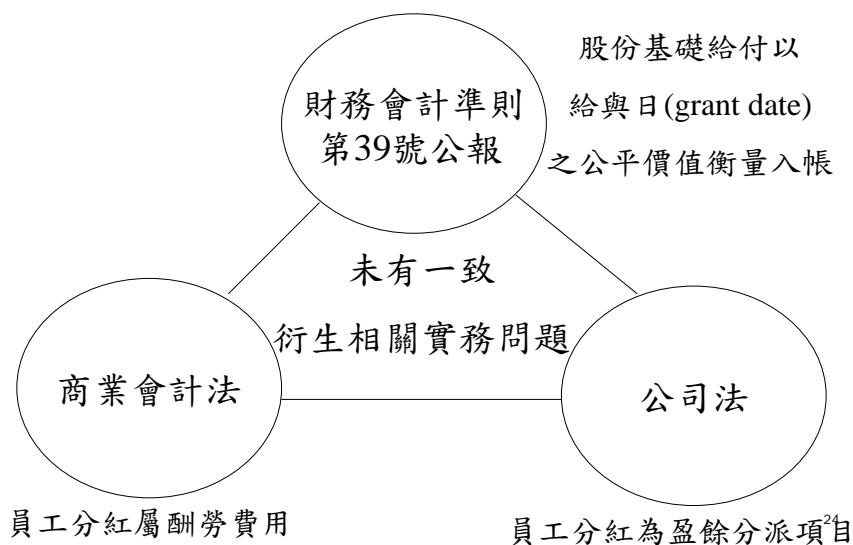 財務會計準則
第39號公報
股份基礎給付以
給與日(grant date)
之公平價值衡量入帳
未有一致
衍生相關實務問題
商業會計法
公司法
員工分紅屬酬勞費用
員工分紅為盈餘分派項目
24